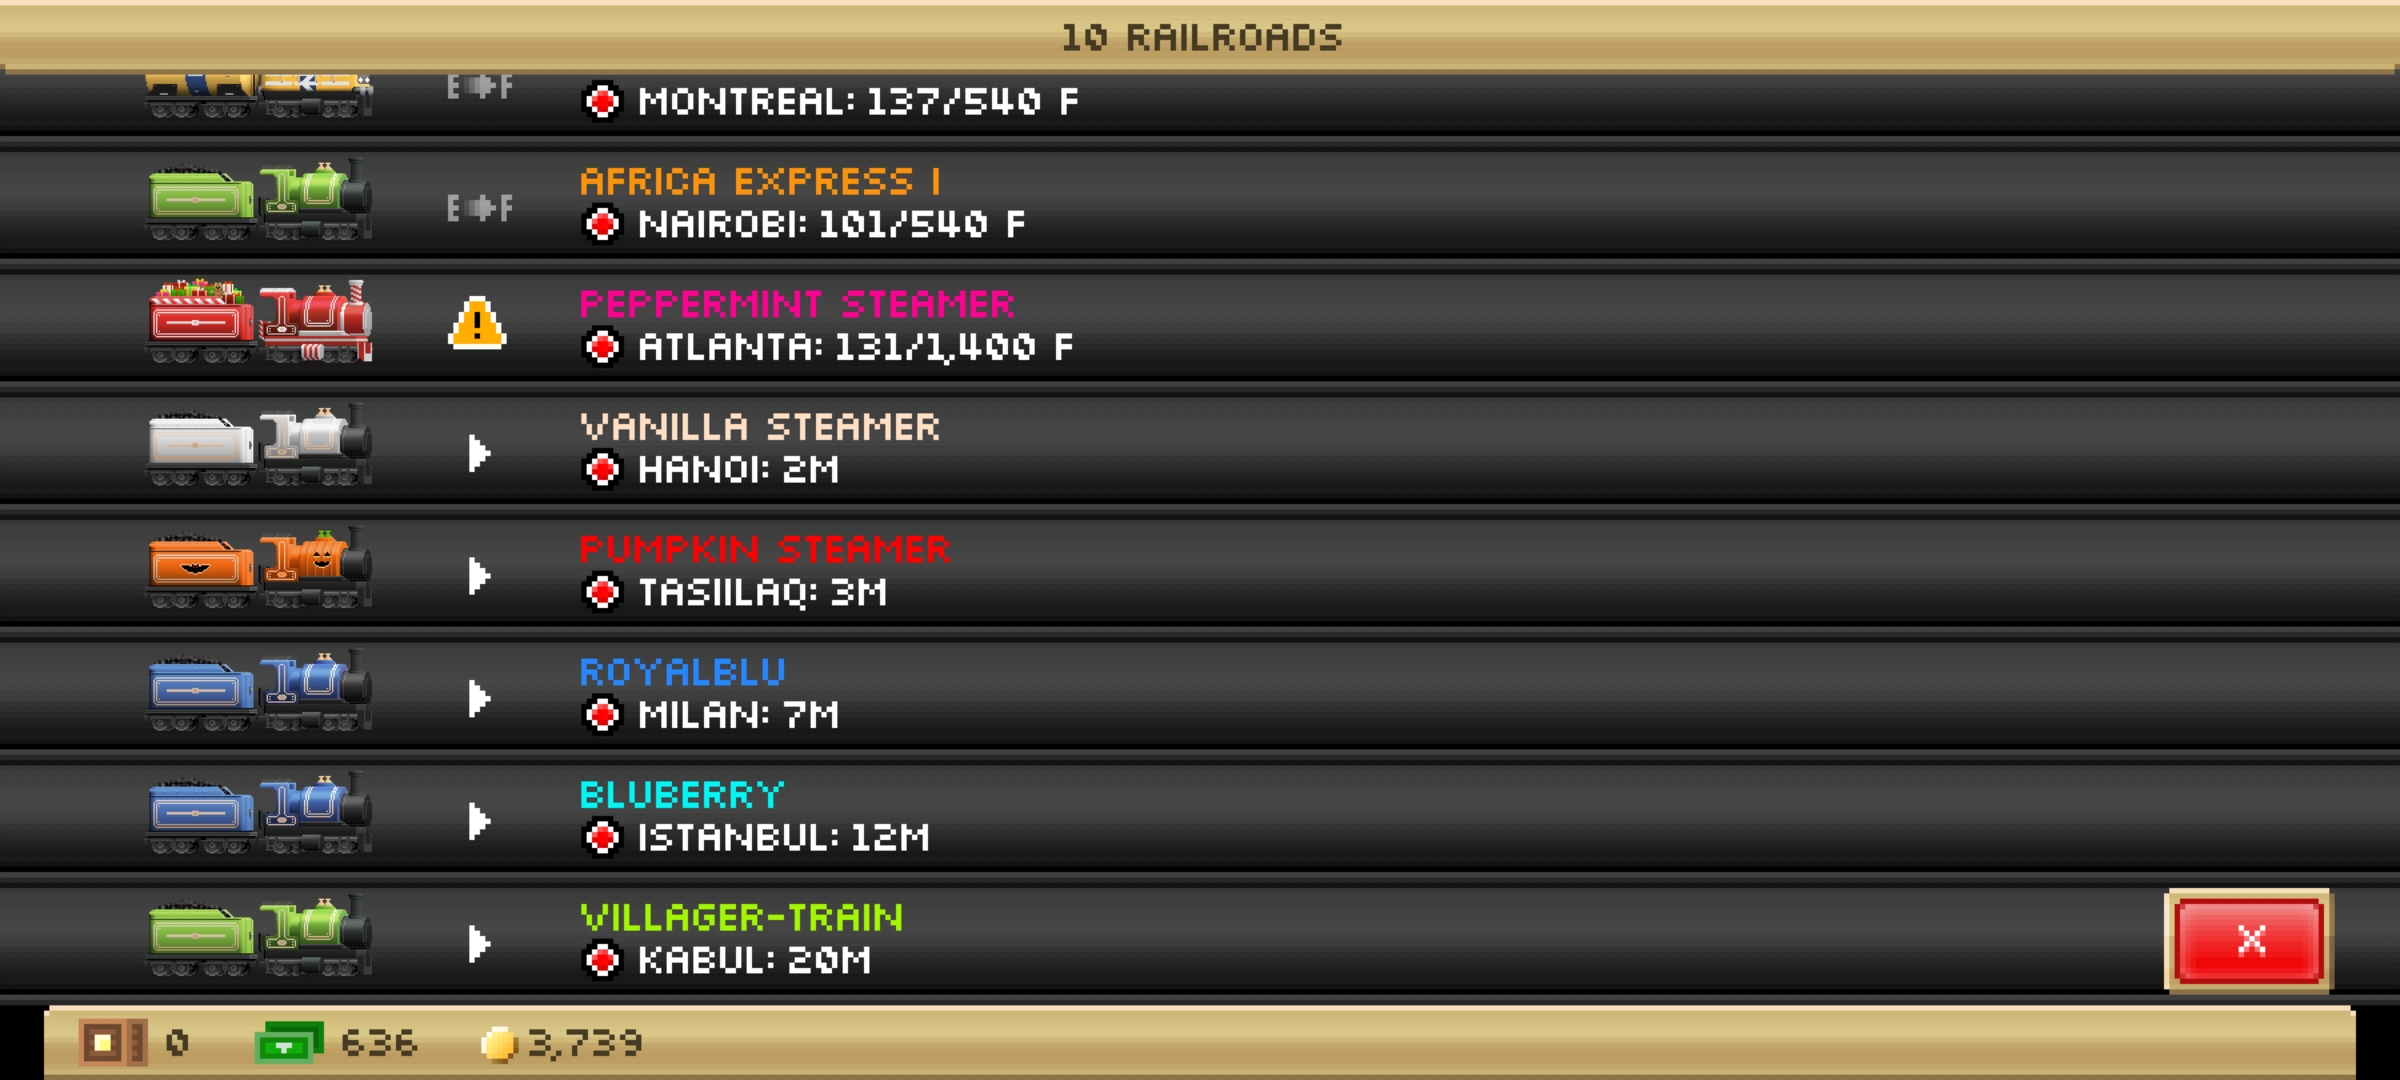 10 RAILROADS
E F
MONTREAL: 137/540 F
AFRICA EXPRESS I
E F
NAIROBI: 101/540 F
PEPPERMINT STEAMER
!
ATLANTA: 131/1,400 F
VANILLA STEAMER
HANOI: 2M
PUMPKIN STEAMER
TASIILAQ: 3M
ROYALBLU
MILAN: 7M
BLUBERRY
ISTANBUL: 12M
VILLAGER-TRAIN
KABUL: 20M
X
0 636 3,739